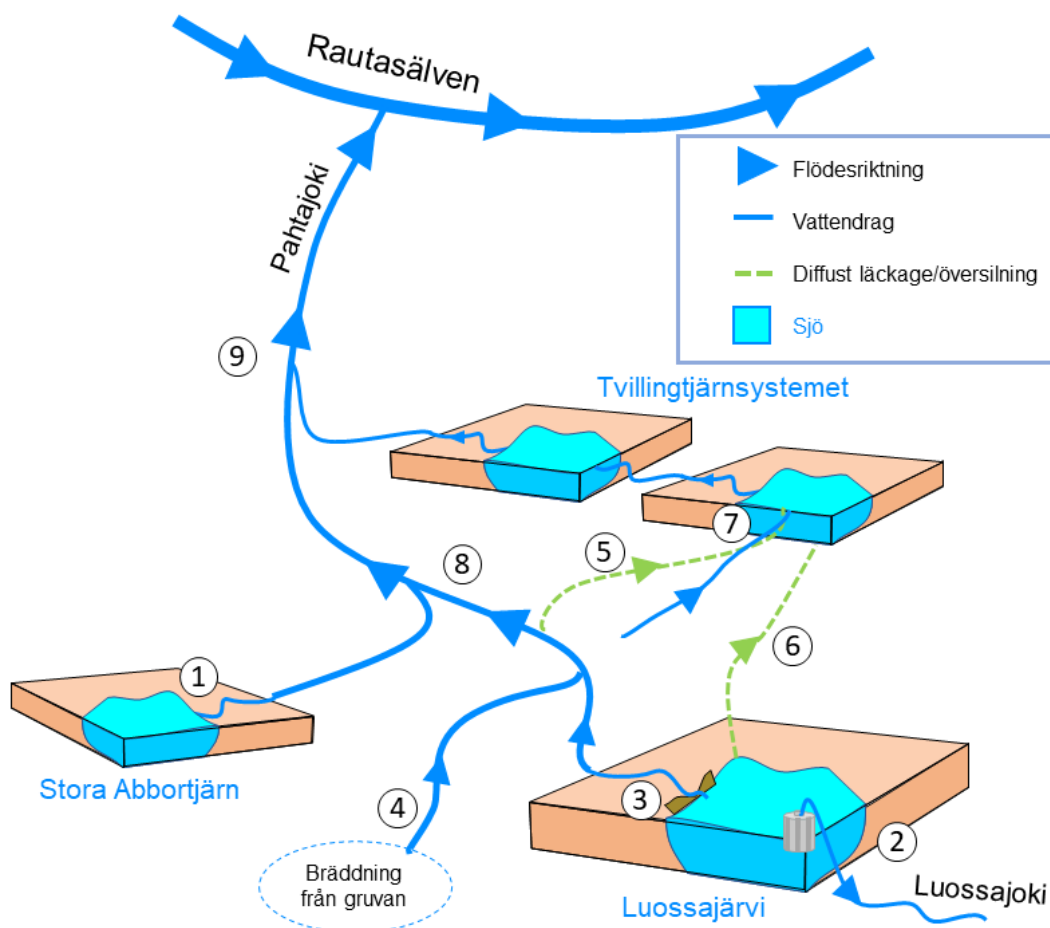 Rautasälven
Pahtajoki
Flödesriktning
Vattendrag
Diffust läckage/översilning
Sjö
9
Tvillingtjärnsystemet
7
5
8
6
1
Stora Abbortjärn
3
4
2
Bräddning
från gruvan
Luossajärvi
Luossajoki